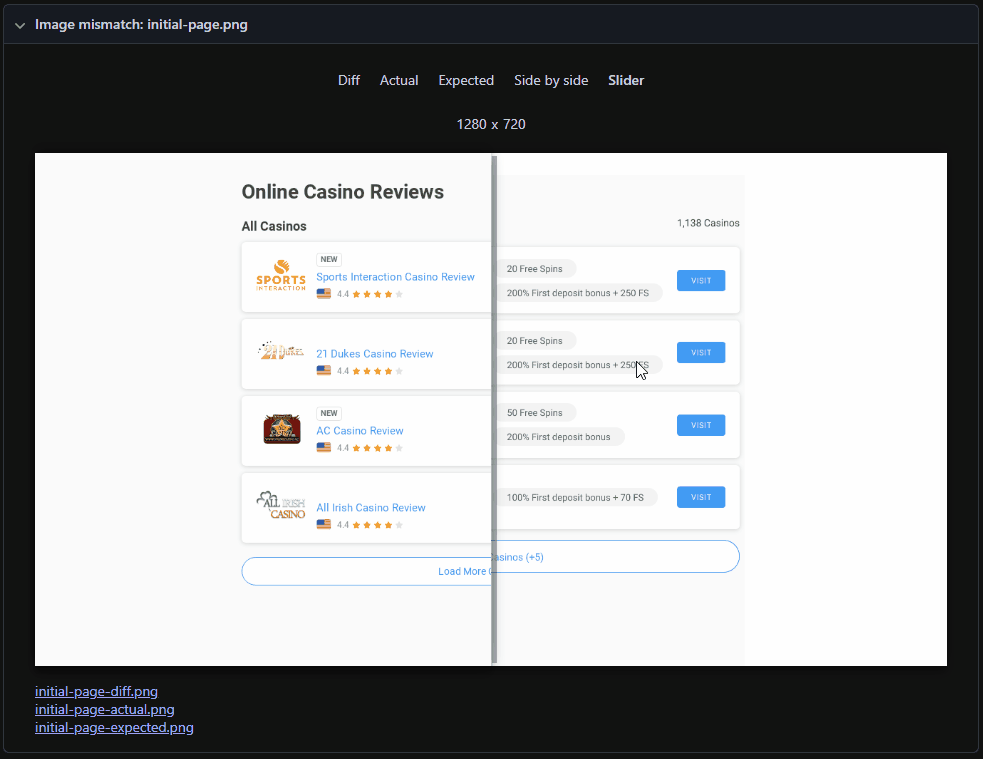 Image mismatch: initial-page.png
Diff Actual Expected Side by side Slider
1280 x 720
Online Casino Reviews
1,138 Casinos
All Casinos
NEW
SPORTS
INTERACTION
Sports Interaction Casino Review
4.4
20 Free Spins
200% First deposit bonus + 250 FS
VISIT
21 Dukes
21 Dukes Casino Review
4.4
20 Free Spins
200% First deposit bonus + 250 FS
VISIT
NEW
AC Casino Review
4.4
50 Free Spins
200% First deposit bonus
VISIT
ALL IRISH
CASINO
All Irish Casino Review
4.4
100% First deposit bonus + 70 FS
VISIT
Load More
asinos (+5)
initial-page-diff.png
initial-page-actual.png
initial-page-expected.png